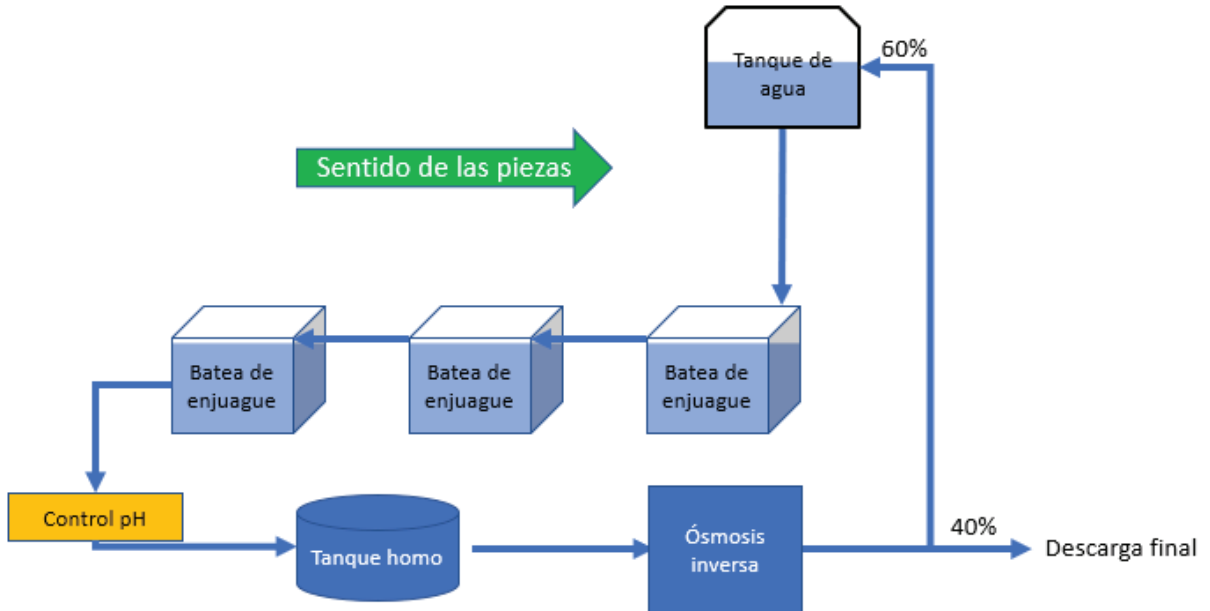 60%
Tanque de
agua
Sentido de las piezas
Batea de
enjuague
Batea de
enjuague
Batea de
enjuague
Control pH
Tanque homo
Ósmosis
inversa
40%
Descarga final